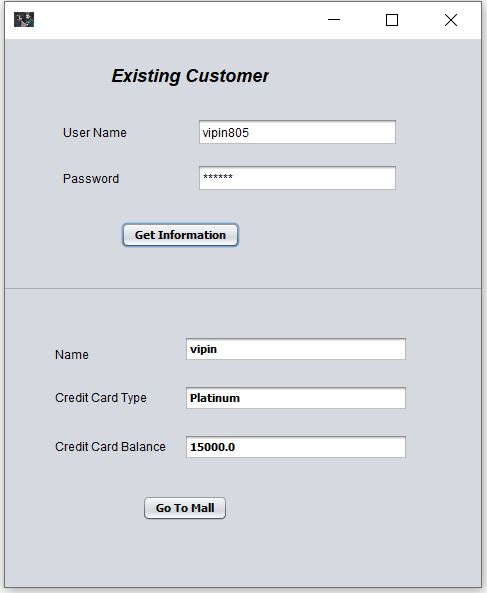 Existing Customer
User Name vipin805
Password ******
Get Information
Name vipin
Credit Card Type Platinum
Credit Card Balance 15000.0
Go To Mall